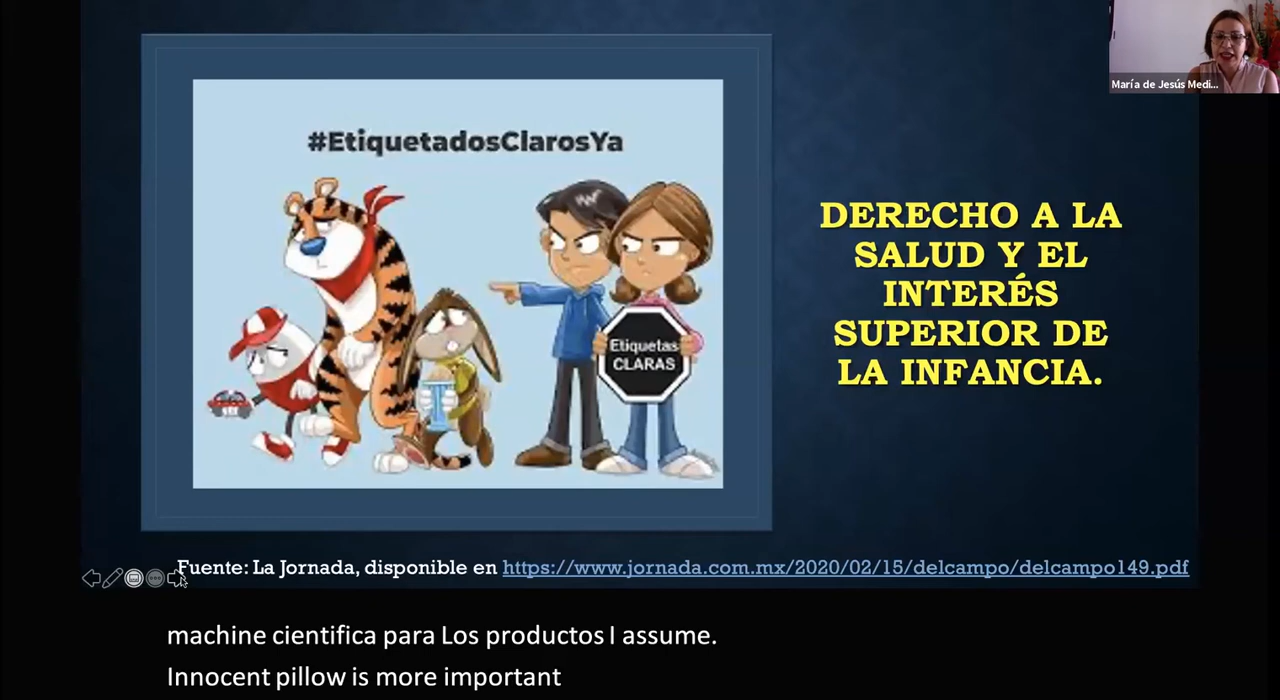 María de Jesús Medi...
#EtiquetadosClarosYa
Etiquetas
CLARAS
DERECHO A LA
SALUD Y EL
INTERÉS
SUPERIOR DE
LA INFANCIA.
Fuente: La Jornada, disponible en https://www.jornada.com.mx/2020/02/15/delcampo/delcampo149.pdf
machine cientifica para Los productos I assume.
Innocent pillow is more important